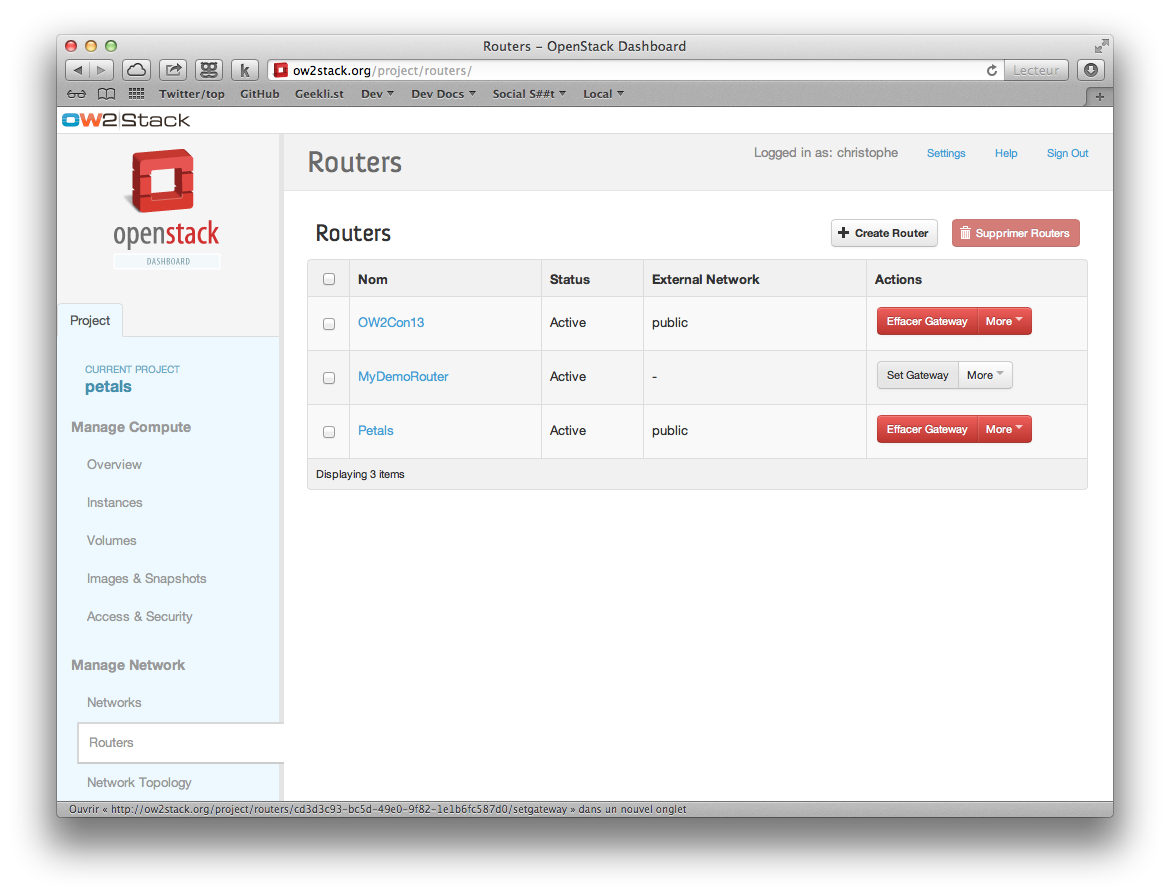 Routers – OpenStack Dashboard
ow2stack.org/project/routers/
Lecteur
Twitter/top GitHub Geekli.st Dev Dev Docs Social S##t Local
OW2Stack
openstack
DASHBOARD
Routers
Logged in as: christophe Settings Help Sign Out
Project
CURRENT PROJECT
petals
Manage Compute
Overview
Instances
Volumes
Images & Snapshots
Access & Security
Manage Network
Networks
Routers
Network Topology
Routers
Create Router Supprimer Routers
Nom Status External Network Actions
OW2Con13 Active public Effacer Gateway More
MyDemoRouter Active - Set Gateway More
Petals Active public Effacer Gateway More
Displaying 3 items
Ouvrir « http://ow2stack.org/project/routers/cd3d3c93-bc5d-49e0-9f82-1e1b6fc587d0/setgateway » dans un nouvel onglet